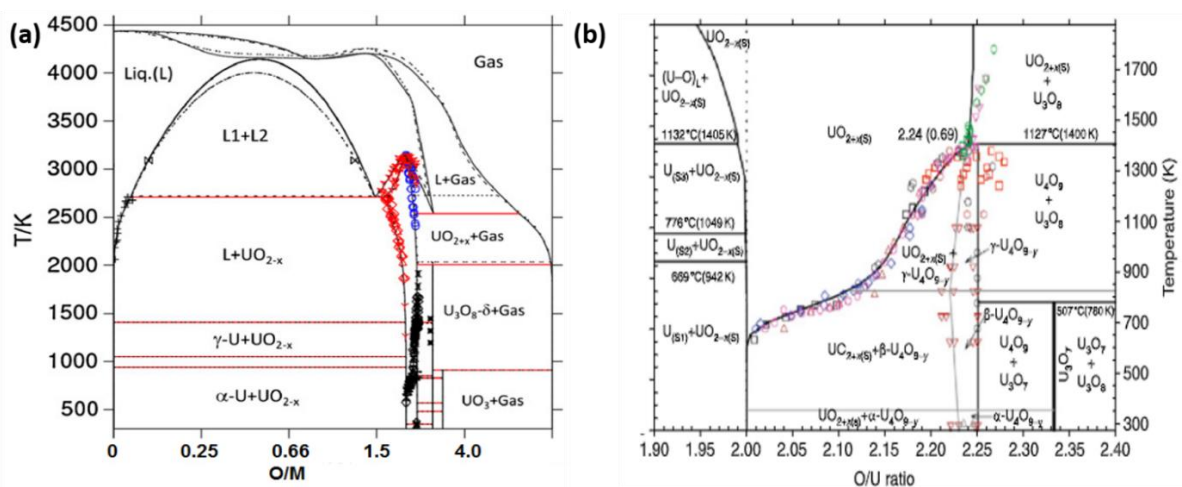 (a)
4500
4000
3500
3000
2500
2000
1500
1000
500
T/K
Liq.(L)
Gas
L1+L2
L+Gas
UO2+x+Gas
L+UO2-x
U3O8-δ+Gas
γ-U+UO2-x
α-U+UO2-x
UO3+Gas
0
0.25
0.66
1.5
4.0
O/M
(b)
UO2-x(S)
(U–O)L+
UO2-x(S)
1132°C(1405 K)
U(S3)+UO2-x(S)
776°C(1049 K)
U(S2)+UO2-x(S)
669°C(942 K)
U(S1)+UO2-x(S)
UO2+x(S)
2.24 (0.69)
UO2+x(S)
+
U3O8
1127°C(1400 K)
U4O9
+
U3O8
UO2+x(S)+
γ-U4O9-y
γ-U4O9-y
UC2+x(S)+β-U4O9-y
β-U4O9-y
U4O9
+
U3O7
507°C(780 K)
U3O7
U3O7
+
U3O8
UO2+x(s)+α-U4O9-y
α-U4O9-y
1700
1500
1300
1100
900
700
500
300
Temperature (K)
1.90
1.95
2.00
2.05
2.10
2.15
2.20
2.25
2.30
2.35
2.40
O/U ratio